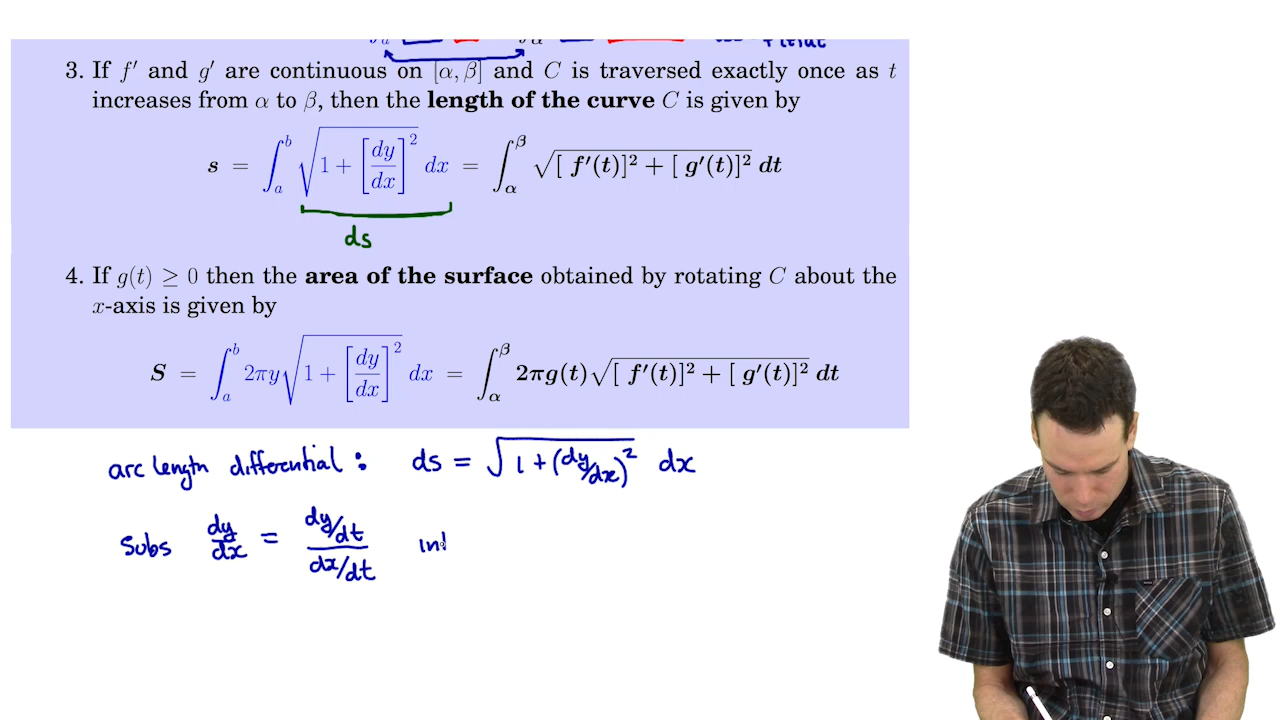 3. If f′ and g′ are continuous on [α, β] and C is traversed exactly once as t
increases from α to β, then the length of the curve C is given by
s = ∫_a^b √(1 + [dy/dx]²) dx = ∫_α^β √([f′(t)]² + [g′(t)]²) dt
ds
4. If g(t) ≥ 0 then the area of the surface obtained by rotating C about the
x-axis is given by
S = ∫_a^b 2πy√(1 + [dy/dx]²) dx = ∫_α^β 2πg(t)√([f′(t)]² + [g′(t)]²) dt
arc length differential: ds = √(1 + (dy/dx)²) dx
Subs dy/dx = (dy/dt)/(dx/dt)